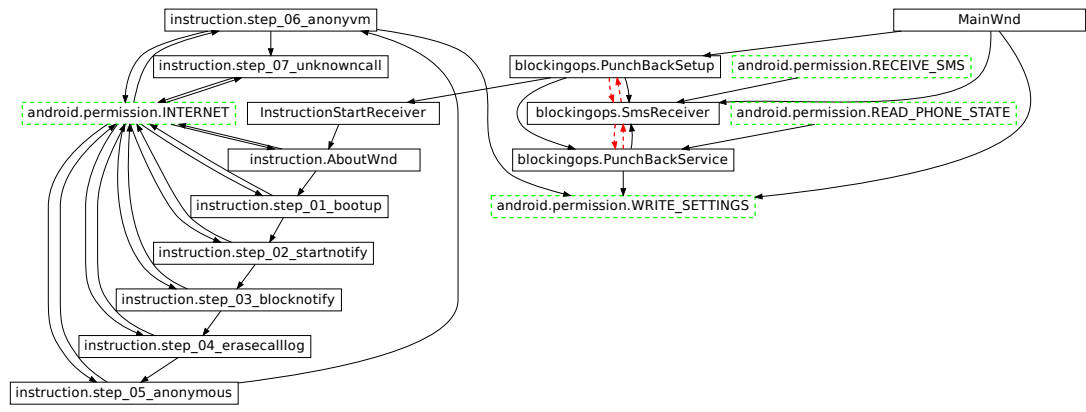 instruction.step_06_anonyvm
MainWnd
instruction.step_07_unknowncall
blockingops.PunchBackSetup
android.permission.RECEIVE_SMS
android.permission.INTERNET
InstructionStartReceiver
blockingops.SmsReceiver
android.permission.READ_PHONE_STATE
instruction.AboutWnd
blockingops.PunchBackService
instruction.step_01_bootup
android.permission.WRITE_SETTINGS
instruction.step_02_startnotify
instruction.step_03_blocknotify
instruction.step_04_erasecalllog
instruction.step_05_anonymous